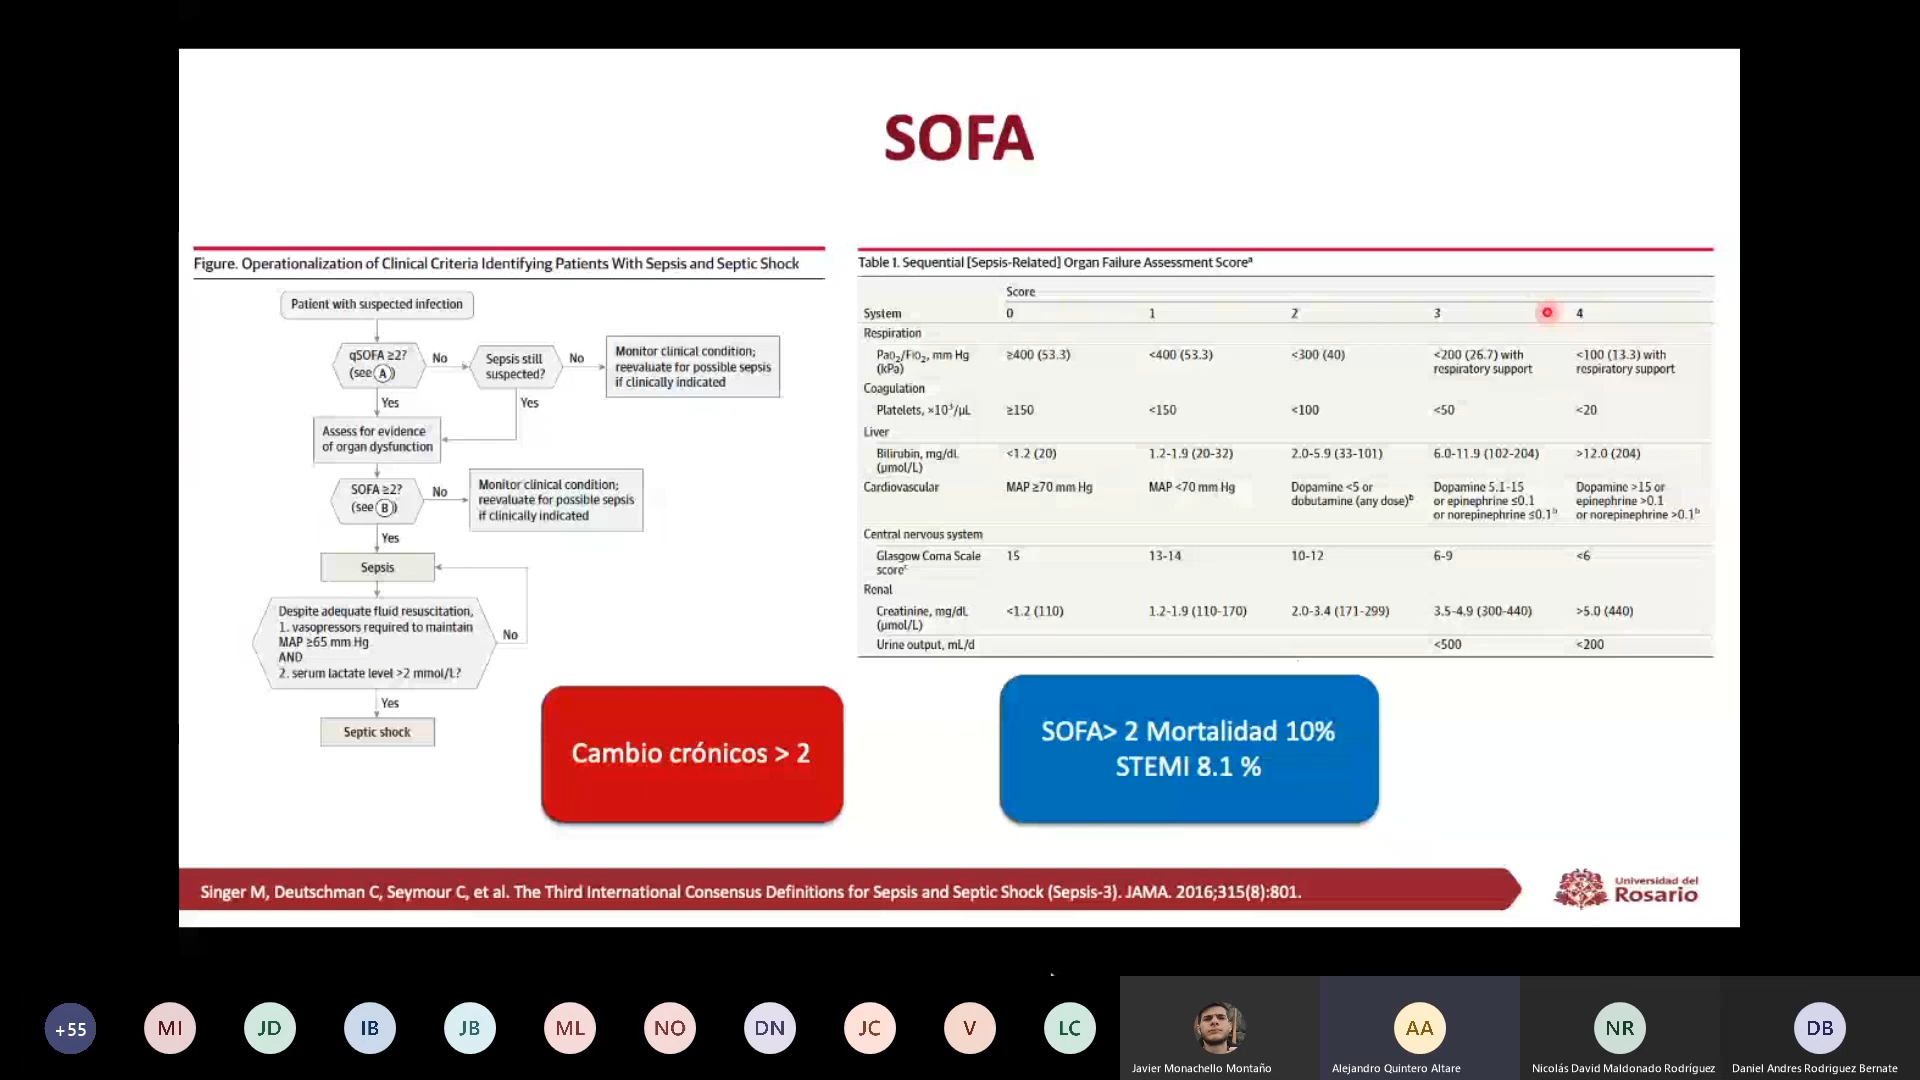 SOFA
Figure. Operationalization of Clinical Criteria Identifying Patients With Sepsis and Septic Shock
Patient with suspected infection
qSOFA ≥2?
(see A)
No
Sepsis still
suspected?
No
Monitor clinical condition;
reevaluate for possible sepsis
if clinically indicated
Yes
Yes
Assess for evidence
of organ dysfunction
SOFA ≥2?
(see B)
No
Monitor clinical condition;
reevaluate for possible sepsis
if clinically indicated
Yes
Sepsis
Despite adequate fluid resuscitation,
1. vasopressors required to maintain
MAP ≥65 mm Hg
AND
2. serum lactate level >2 mmol/L?
No
Yes
Septic shock
Table 1. Sequential [Sepsis-Related] Organ Failure Assessment Scoreª
Score
System 0 1 2 3 4
Respiration
PaO₂/FiO₂, mm Hg ≥400 (53.3) <400 (53.3) <300 (40) <200 (26.7) with <100 (13.3) with
(kPa) respiratory support respiratory support
Coagulation
Platelets, ×10³/µL ≥150 <150 <100 <50 <20
Liver
Bilirubin, mg/dL <1.2 (20) 1.2-1.9 (20-32) 2.0-5.9 (33-101) 6.0-11.9 (102-204) >12.0 (204)
(µmol/L)
Cardiovascular MAP ≥70 mm Hg MAP <70 mm Hg Dopamine <5 or Dopamine 5.1-15 Dopamine >15 or
dobutamine (any dose)ᵇ or epinephrine ≤0.1 epinephrine >0.1
or norepinephrine ≤0.1ᵇ or norepinephrine >0.1ᵇ
Central nervous system
Glasgow Coma Scale 15 13-14 10-12 6-9 <6
scoreᶜ
Renal
Creatinine, mg/dL <1.2 (110) 1.2-1.9 (110-170) 2.0-3.4 (171-299) 3.5-4.9 (300-440) >5.0 (440)
(µmol/L)
Urine output, mL/d <500 <200
Cambio crónicos > 2
SOFA> 2 Mortalidad 10%
STEMI 8.1 %
Singer M, Deutschman C, Seymour C, et al. The Third International Consensus Definitions for Sepsis and Septic Shock (Sepsis-3). JAMA. 2016;315(8):801.
Universidad del
Rosario
+55 MI JD IB JB ML NO DN JC V LC AA NR DB
Javier Monachello Montaño Alejandro Quintero Altare Nicolás David Maldonado Rodríguez Daniel Andres Rodriguez Bernate